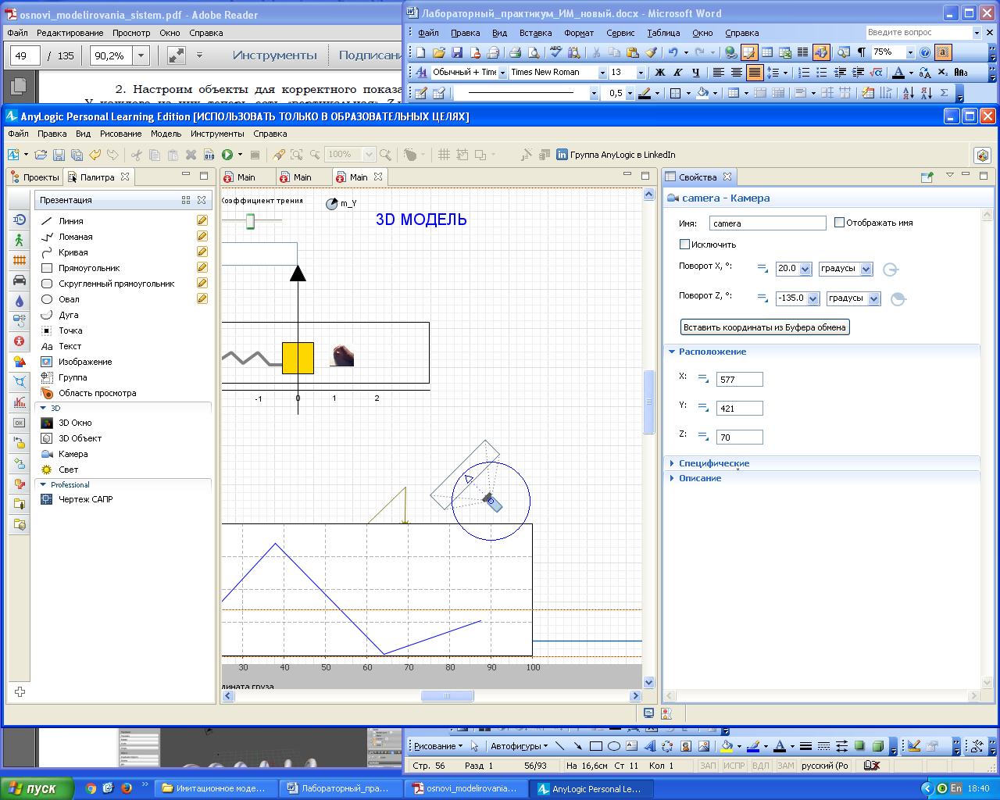 osnovi_modelirovania_sistem.pdf - Adobe Reader
Файл Редактирование Просмотр Окно Справка
49 / 135 90,2% Инструменты Подписани
2. Настроим объекты для корректного показа
Лабораторный_практикум_ИМ_новый.docx - Microsoft Word
Файл Правка Вид Вставка Формат Сервис Таблица Окно Справка Введите вопрос
75%
Обычный + Time Times New Roman 13 Ж К Ч
0,5
AnyLogic Personal Learning Edition [ИСПОЛЬЗОВАТЬ ТОЛЬКО В ОБРАЗОВАТЕЛЬНЫХ ЦЕЛЯХ]
Файл Правка Вид Рисование Модель Инструменты Справка
100% Группа AnyLogic в LinkedIn
Проекты Палитра
Презентация
Линия
Ломаная
Кривая
Прямоугольник
Скругленный прямоугольник
Овал
Дуга
Точка
Aa Текст
Изображение
Группа
Область просмотра
3D
3D Окно
3D Объект
Камера
Свет
Professional
Чертеж САПР
Main Main Main
Коэффициент трения m_Y
3D МОДЕЛЬ
-1 0 1 2
30 40 50 60 70 80 90 100
дината груза
Свойства
camera - Камера
Имя: camera Отображать имя
Исключить
Поворот X, °: 20.0 градусы
Поворот Z, °: -135.0 градусы
Вставить координаты из Буфера обмена
Расположение
X: 577
Y: 421
Z: 70
Специфические
Описание
Рисование Автофигуры
Стр. 56 Разд 1 56/93 На 16,6см Ст 11 Кол 1 ЗАП ИСПР ВДЛ ЗАМ русский (Ро
пуск Имитационное моде... Лабораторный_пра... osnovi_modelirovania... AnyLogic Personal Le... En 18:40